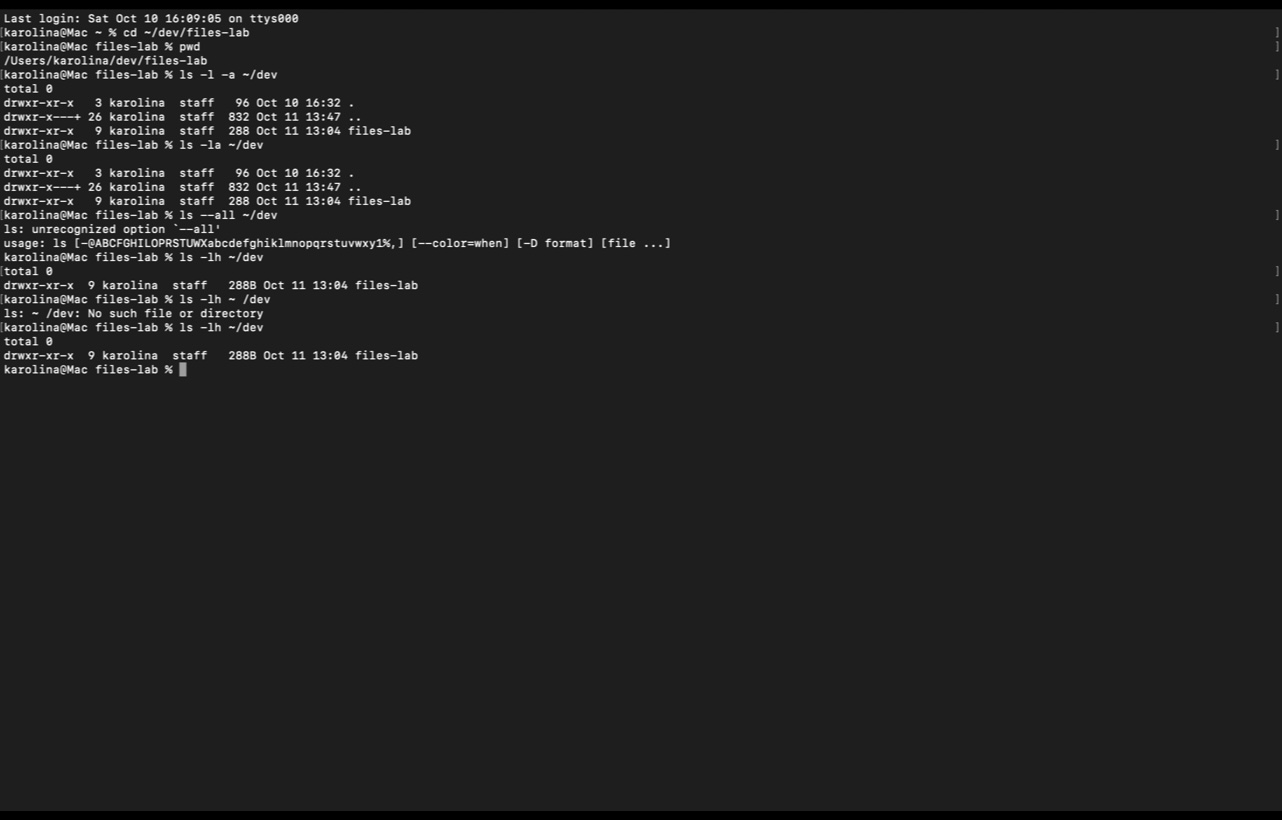 Last login: Sat Oct 10 16:09:05 on ttys000
[karolina@Mac ~ % cd ~/dev/files-lab ]
[karolina@Mac files-lab % pwd ]
/Users/karolina/dev/files-lab
[karolina@Mac files-lab % ls -l -a ~/dev ]
total 0
drwxr-xr-x   3 karolina  staff   96 Oct 10 16:32 .
drwxr-x---+ 26 karolina  staff  832 Oct 11 13:47 ..
drwxr-xr-x   9 karolina  staff  288 Oct 11 13:04 files-lab
[karolina@Mac files-lab % ls -la ~/dev ]
total 0
drwxr-xr-x   3 karolina  staff   96 Oct 10 16:32 .
drwxr-x---+ 26 karolina  staff  832 Oct 11 13:47 ..
drwxr-xr-x   9 karolina  staff  288 Oct 11 13:04 files-lab
[karolina@Mac files-lab % ls --all ~/dev ]
ls: unrecognized option `--all'
usage: ls [-@ABCFGHILOPRSTUWXabcdefghiklmnopqrstuvwxy1%,] [--color=when] [-D format] [file ...]
karolina@Mac files-lab % ls -lh ~/dev
[total 0 ]
drwxr-xr-x  9 karolina  staff   288B Oct 11 13:04 files-lab
[karolina@Mac files-lab % ls -lh ~ /dev ]
ls: ~ /dev: No such file or directory
[karolina@Mac files-lab % ls -lh ~/dev ]
total 0
drwxr-xr-x  9 karolina  staff   288B Oct 11 13:04 files-lab
karolina@Mac files-lab %